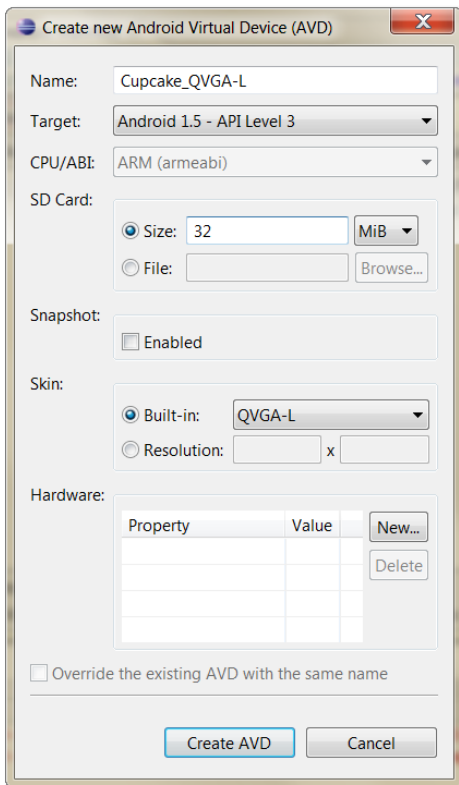 Create new Android Virtual Device (AVD)
Name: Cupcake_QVGA-L
Target: Android 1.5 - API Level 3
CPU/ABI: ARM (armeabi)
SD Card:
Size: 32 MiB
File: Browse...
Snapshot:
Enabled
Skin:
Built-in: QVGA-L
Resolution: x
Hardware:
Property Value New...
Delete
Override the existing AVD with the same name
Create AVD Cancel